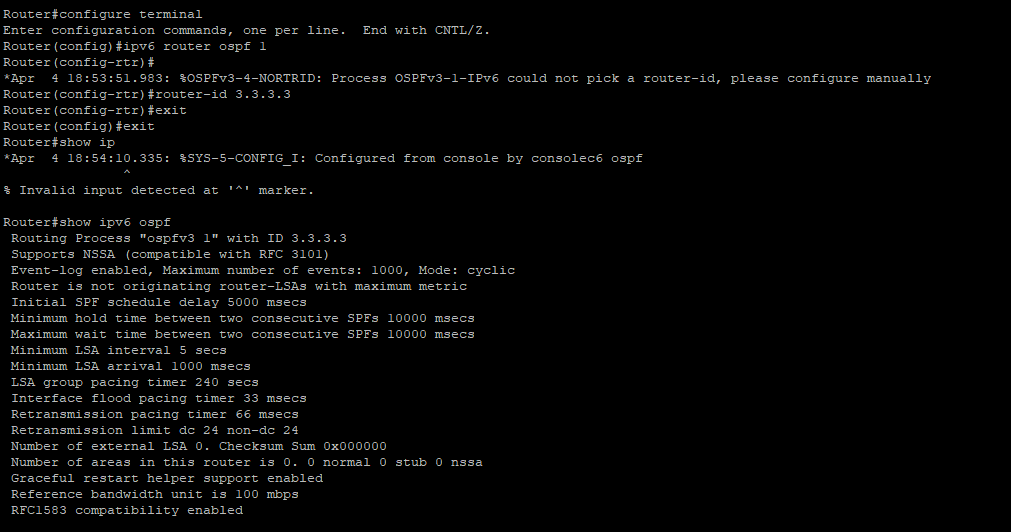 Router#configure terminal
Enter configuration commands, one per line.  End with CNTL/Z.
Router(config)#ipv6 router ospf 1
Router(config-rtr)#
*Apr  4 18:53:51.983: %OSPFv3-4-NORTRID: Process OSPFv3-1-IPv6 could not pick a router-id, please configure manually
Router(config-rtr)#router-id 3.3.3.3
Router(config-rtr)#exit
Router(config)#exit
Router#show ip
*Apr  4 18:54:10.335: %SYS-5-CONFIG_I: Configured from console by consolec6 ospf
               ^
% Invalid input detected at '^' marker.

Router#show ipv6 ospf
 Routing Process "ospfv3 1" with ID 3.3.3.3
 Supports NSSA (compatible with RFC 3101)
 Event-log enabled, Maximum number of events: 1000, Mode: cyclic
 Router is not originating router-LSAs with maximum metric
 Initial SPF schedule delay 5000 msecs
 Minimum hold time between two consecutive SPFs 10000 msecs
 Maximum wait time between two consecutive SPFs 10000 msecs
 Minimum LSA interval 5 secs
 Minimum LSA arrival 1000 msecs
 LSA group pacing timer 240 secs
 Interface flood pacing timer 33 msecs
 Retransmission pacing timer 66 msecs
 Retransmission limit dc 24 non-dc 24
 Number of external LSA 0. Checksum Sum 0x000000
 Number of areas in this router is 0. 0 normal 0 stub 0 nssa
 Graceful restart helper support enabled
 Reference bandwidth unit is 100 mbps
 RFC1583 compatibility enabled